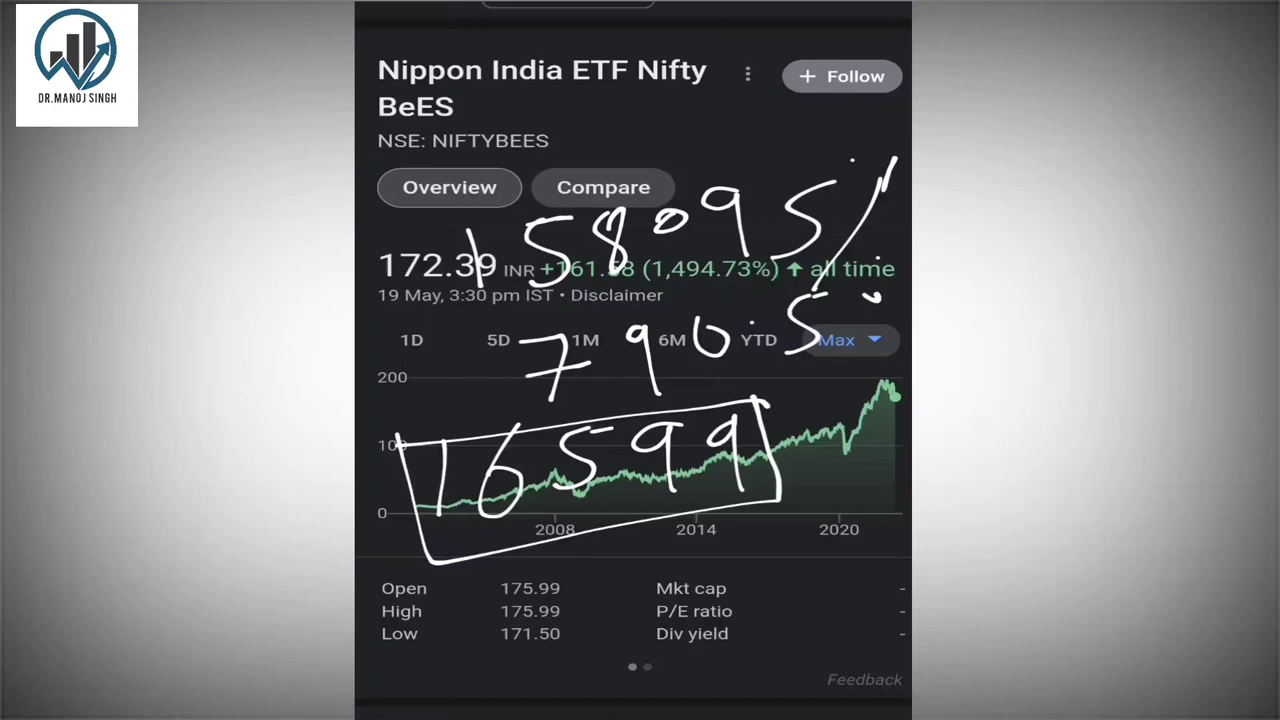 DR.MANOJ SINGH
Nippon India ETF Nifty
BeES
+ Follow
NSE: NIFTYBEES
Overview
Compare
158095/
172.39 INR +161.58 (1,494.73%) ↑ all time
19 May, 3:30 pm IST • Disclaimer
7905
1D 5D 1M 6M YTD Max
200
100
16599
0
2008 2014 2020
Open 175.99 Mkt cap -
High 175.99 P/E ratio -
Low 171.50 Div yield -
Feedback